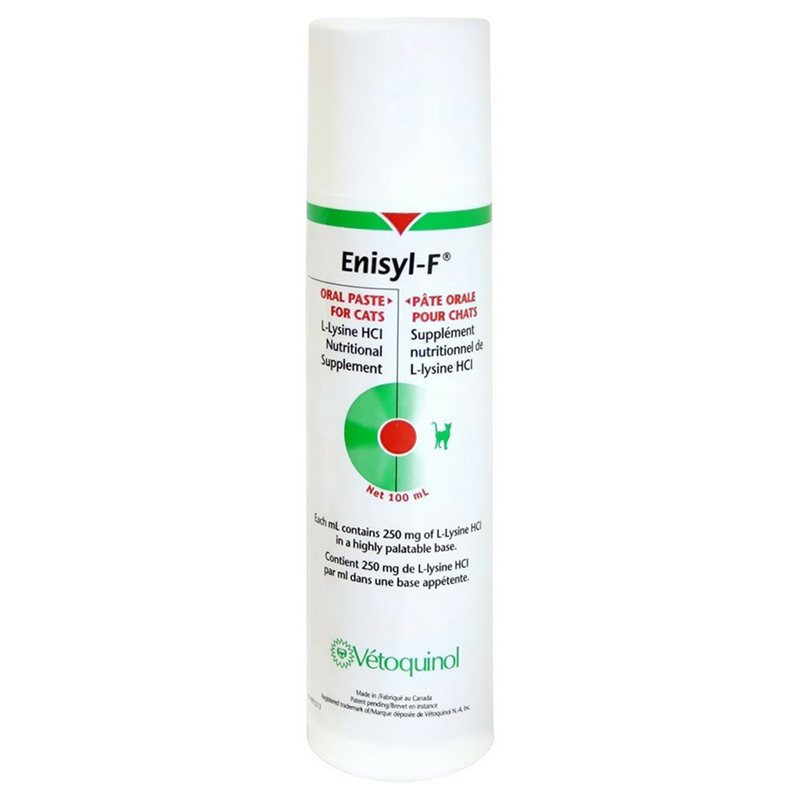 Enisyl-F®
ORAL PASTE
FOR CATS
L-Lysine HCl
Nutritional
Supplement
PÂTE ORALE
POUR CHATS
Supplément
nutritionnel de
L-lysine HCl
Net 100 mL
Each mL contains 250 mg of L-Lysine HCl
in a highly palatable base.
Contient 250 mg de L-lysine HCl
par ml dans une base appétente.
Vétoquinol
Made in /Fabriqué au Canada
Patent pending/Brevet en instance
Registered trademark of/Marque déposée de Vétoquinol N.-A. Inc.